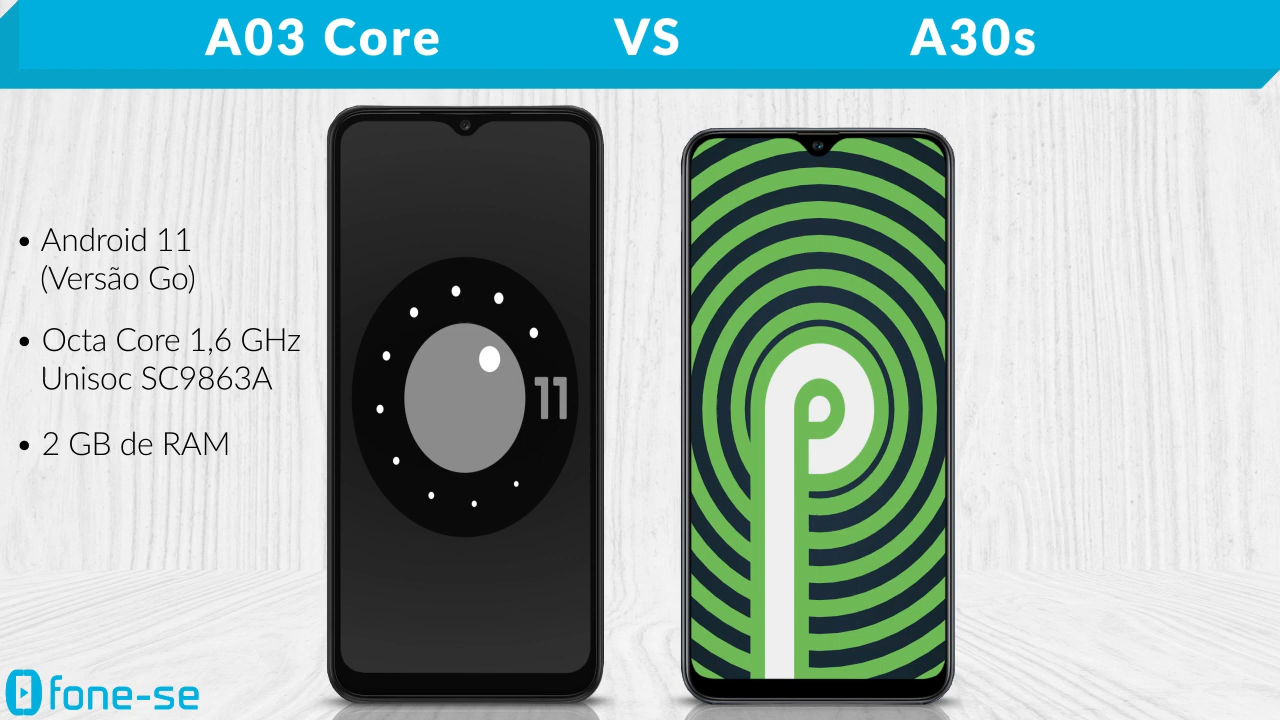 A03 Core VS A30s
• Android 11
(Versão Go)
• Octa Core 1,6 GHz
Unisoc SC9863A
• 2 GB de RAM
11
fone-se